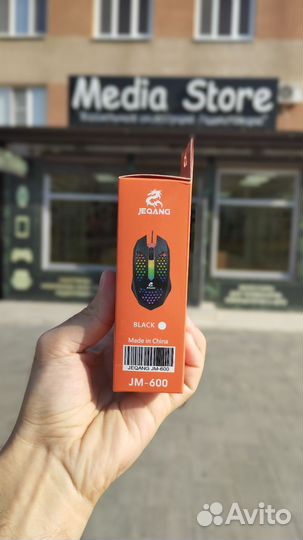 Media Store
JEQANG
BLACK
Made in China
JEQANG JM-600
JM-600
Avito